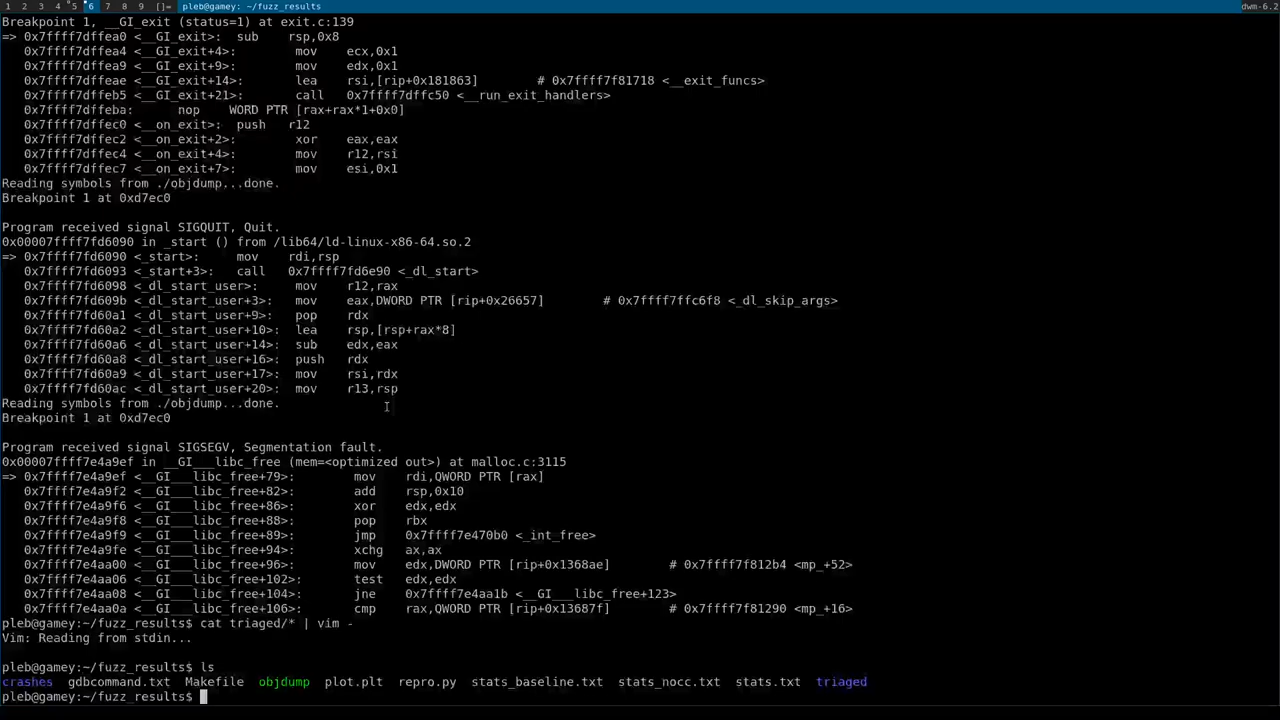 1 2 3 4 5 6 7 8 9 []= pleb@gamey: ~/fuzz_results dwm-6.2
Breakpoint 1, __GI_exit (status=1) at exit.c:139
=> 0x7ffff7dffea0 <__GI_exit>: sub rsp,0x8
0x7ffff7dffea4 <__GI_exit+4>: mov ecx,0x1
0x7ffff7dffea9 <__GI_exit+9>: mov edx,0x1
0x7ffff7dffeae <__GI_exit+14>: lea rsi,[rip+0x181863] # 0x7ffff7f81718 <__exit_funcs>
0x7ffff7dffeb5 <__GI_exit+21>: call 0x7ffff7dffc50 <__run_exit_handlers>
0x7ffff7dffeba: nop WORD PTR [rax+rax*1+0x0]
0x7ffff7dffec0 <__on_exit>: push r12
0x7ffff7dffec2 <__on_exit+2>: xor eax,eax
0x7ffff7dffec4 <__on_exit+4>: mov r12,rsi
0x7ffff7dffec7 <__on_exit+7>: mov esi,0x1
Reading symbols from ./objdump...done.
Breakpoint 1 at 0xd7ec0
Program received signal SIGQUIT, Quit.
0x00007ffff7fd6090 in _start () from /lib64/ld-linux-x86-64.so.2
=> 0x7ffff7fd6090 <_start>: mov rdi,rsp
0x7ffff7fd6093 <_start+3>: call 0x7ffff7fd6e90 <_dl_start>
0x7ffff7fd6098 <_dl_start_user>: mov r12,rax
0x7ffff7fd609b <_dl_start_user+3>: mov eax,DWORD PTR [rip+0x26657] # 0x7ffff7ffc6f8 <_dl_skip_args>
0x7ffff7fd60a1 <_dl_start_user+9>: pop rdx
0x7ffff7fd60a2 <_dl_start_user+10>: lea rsp,[rsp+rax*8]
0x7ffff7fd60a6 <_dl_start_user+14>: sub edx,eax
0x7ffff7fd60a8 <_dl_start_user+16>: push rdx
0x7ffff7fd60a9 <_dl_start_user+17>: mov rsi,rdx
0x7ffff7fd60ac <_dl_start_user+20>: mov r13,rsp
Reading symbols from ./objdump...done.
Breakpoint 1 at 0xd7ec0
Program received signal SIGSEGV, Segmentation fault.
0x00007ffff7e4a9ef in __GI___libc_free (mem=<optimized out>) at malloc.c:3115
=> 0x7ffff7e4a9ef <__GI___libc_free+79>: mov rdi,QWORD PTR [rax]
0x7ffff7e4a9f2 <__GI___libc_free+82>: add rsp,0x10
0x7ffff7e4a9f6 <__GI___libc_free+86>: xor edx,edx
0x7ffff7e4a9f8 <__GI___libc_free+88>: pop rbx
0x7ffff7e4a9f9 <__GI___libc_free+89>: jmp 0x7ffff7e470b0 <_int_free>
0x7ffff7e4a9fe <__GI___libc_free+94>: xchg ax,ax
0x7ffff7e4aa00 <__GI___libc_free+96>: mov edx,DWORD PTR [rip+0x1368ae] # 0x7ffff7f812b4 <mp_+52>
0x7ffff7e4aa06 <__GI___libc_free+102>: test edx,edx
0x7ffff7e4aa08 <__GI___libc_free+104>: jne 0x7ffff7e4aa1b <__GI___libc_free+123>
0x7ffff7e4aa0a <__GI___libc_free+106>: cmp rax,QWORD PTR [rip+0x13687f] # 0x7ffff7f81290 <mp_+16>
pleb@gamey:~/fuzz_results$ cat triaged/* | vim -
Vim: Reading from stdin...
pleb@gamey:~/fuzz_results$ ls
crashes gdbcommand.txt Makefile objdump plot.plt repro.py stats_baseline.txt stats_nocc.txt stats.txt triaged
pleb@gamey:~/fuzz_results$